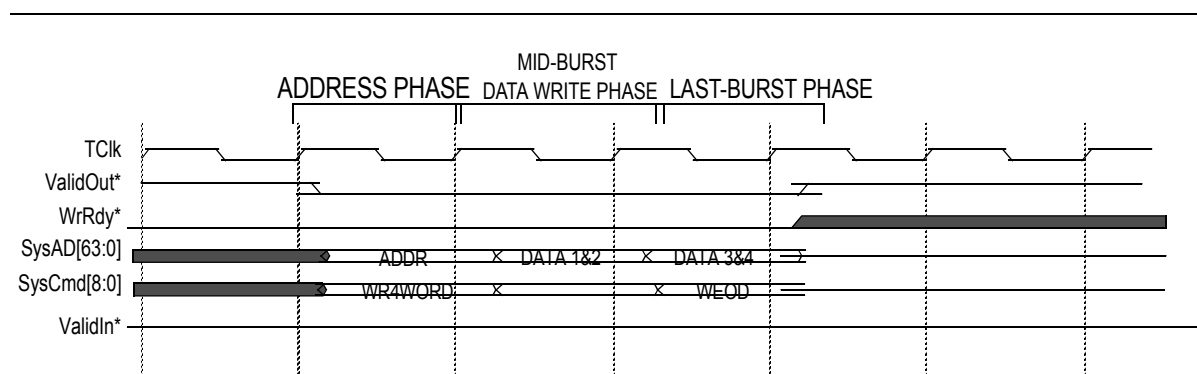 MID-BURST
ADDRESS PHASE DATA WRITE PHASE LAST-BURST PHASE
TClk
ValidOut*
WrRdy*
SysAD[63:0] ADDR DATA 1&2 DATA 3&4
SysCmd[8:0] WR4WORD WEOD
ValidIn*